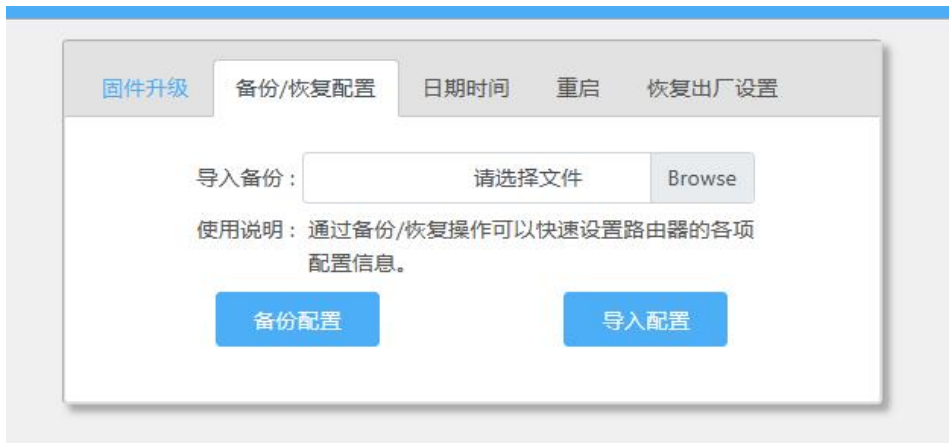 固件升级 备份/恢复配置 日期时间 重启 恢复出厂设置
导入备份： 请选择文件 Browse
使用说明： 通过备份/恢复操作可以快速设置路由器的各项
配置信息。
备份配置 导入配置